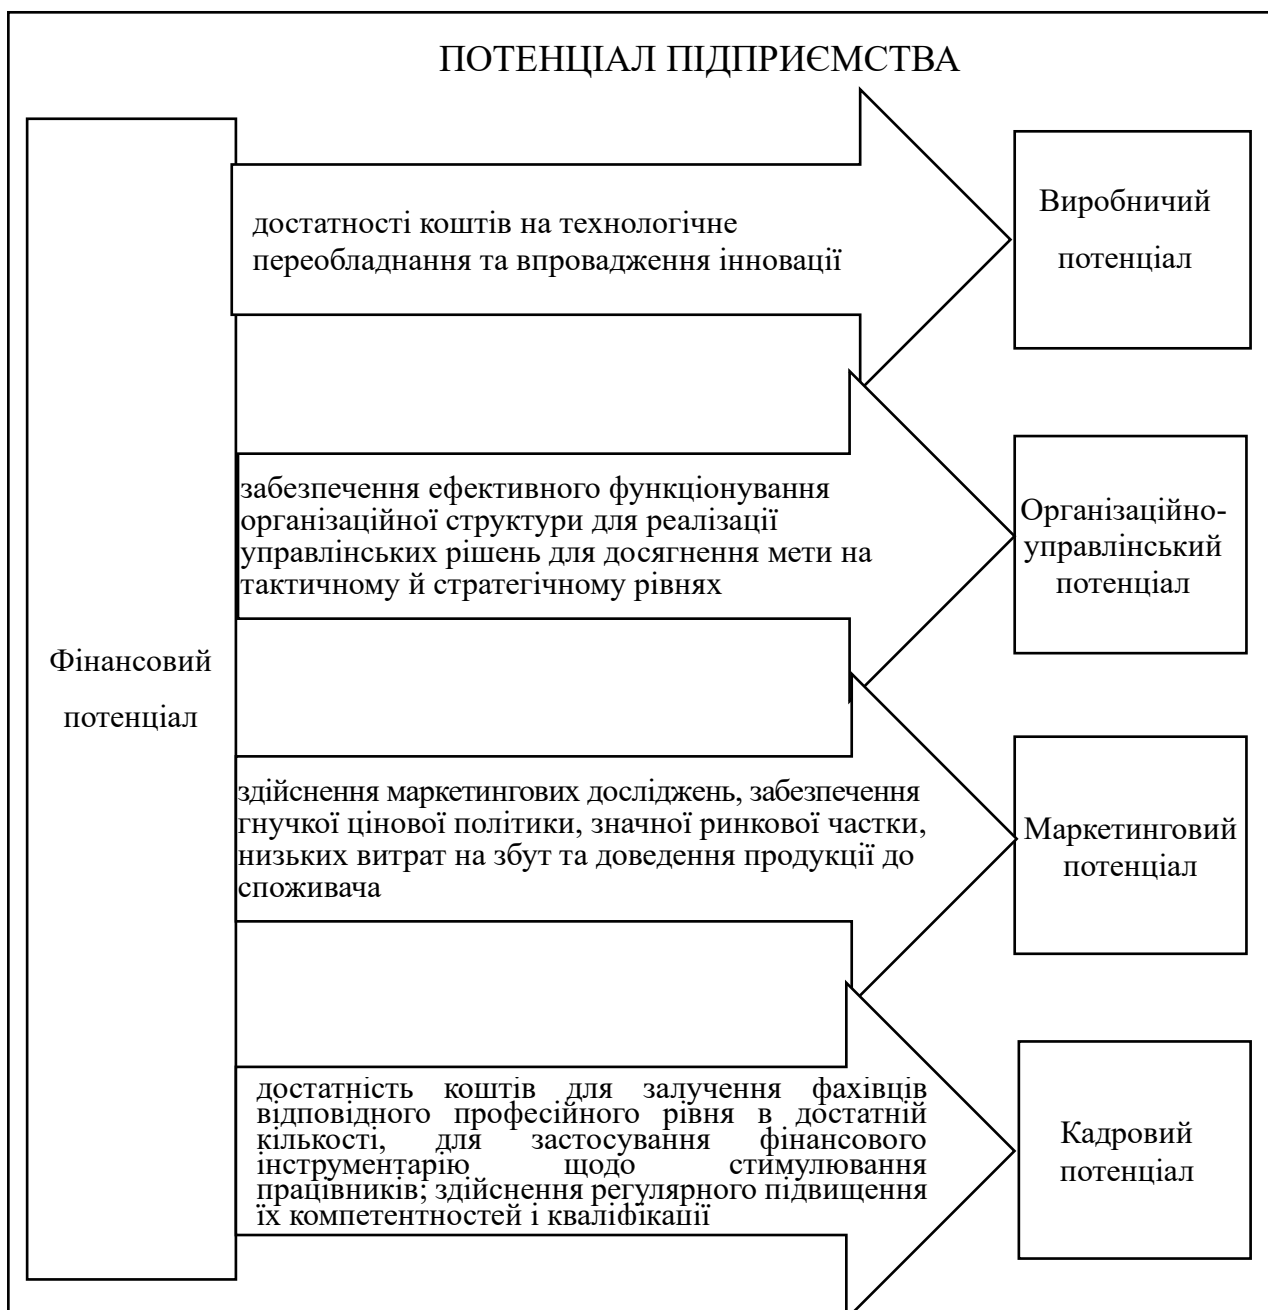 ПОТЕНЦІАЛ ПІДПРИЄМСТВА
Фінансовий
потенціал
достатності коштів на технологічне
переобладнання та впровадження інновації
Виробничий
потенціал
забезпечення ефективного функціонування
організаційної структури для реалізації
управлінських рішень для досягнення мети на
тактичному й стратегічному рівнях
Організаційно-
управлінський
потенціал
здійснення маркетингових досліджень, забезпечення
гнучкої цінової політики, значної ринкової частки,
низьких витрат на збут та доведення продукції до
споживача
Маркетинговий
потенціал
достатність коштів для залучення фахівців
відповідного професійного рівня в достатній
кількості, для застосування фінансового
інструментарію щодо стимулювання
працівників; здійснення регулярного підвищення
їх компетентностей і кваліфікації
Кадровий
потенціал